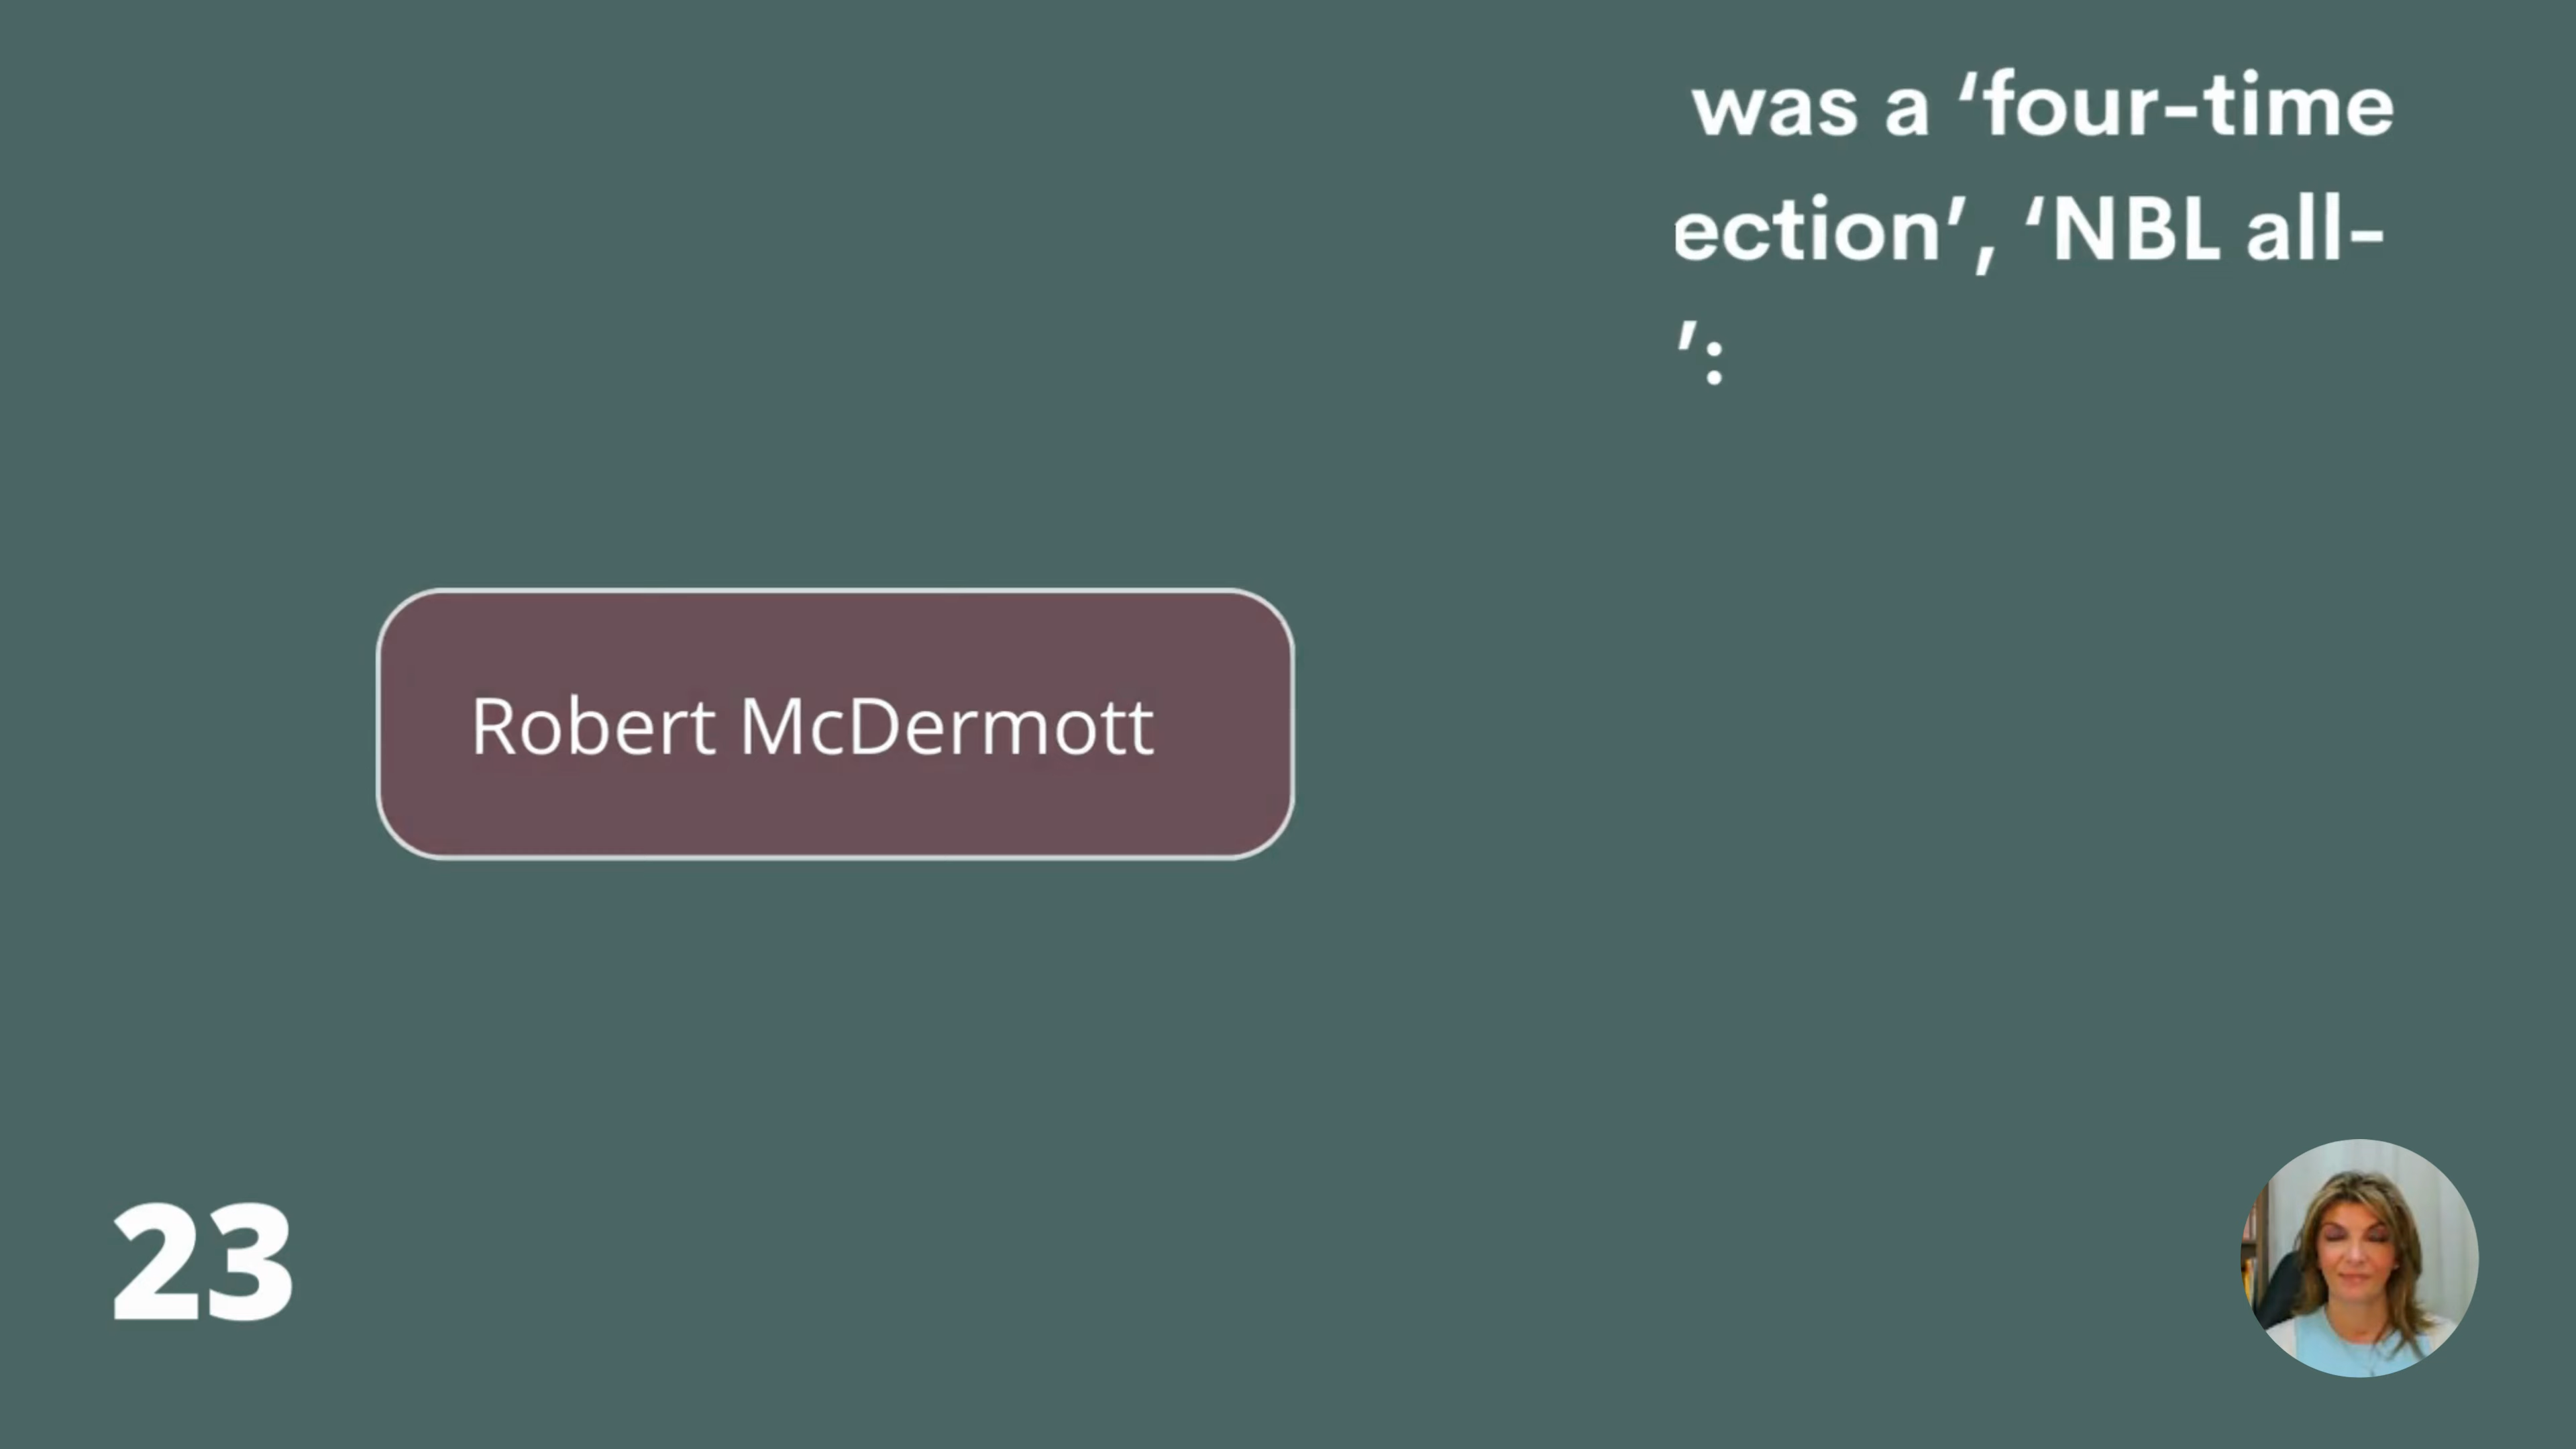 was a ‘four-time
ection’, ‘NBL all-
’:
Robert McDermott
23